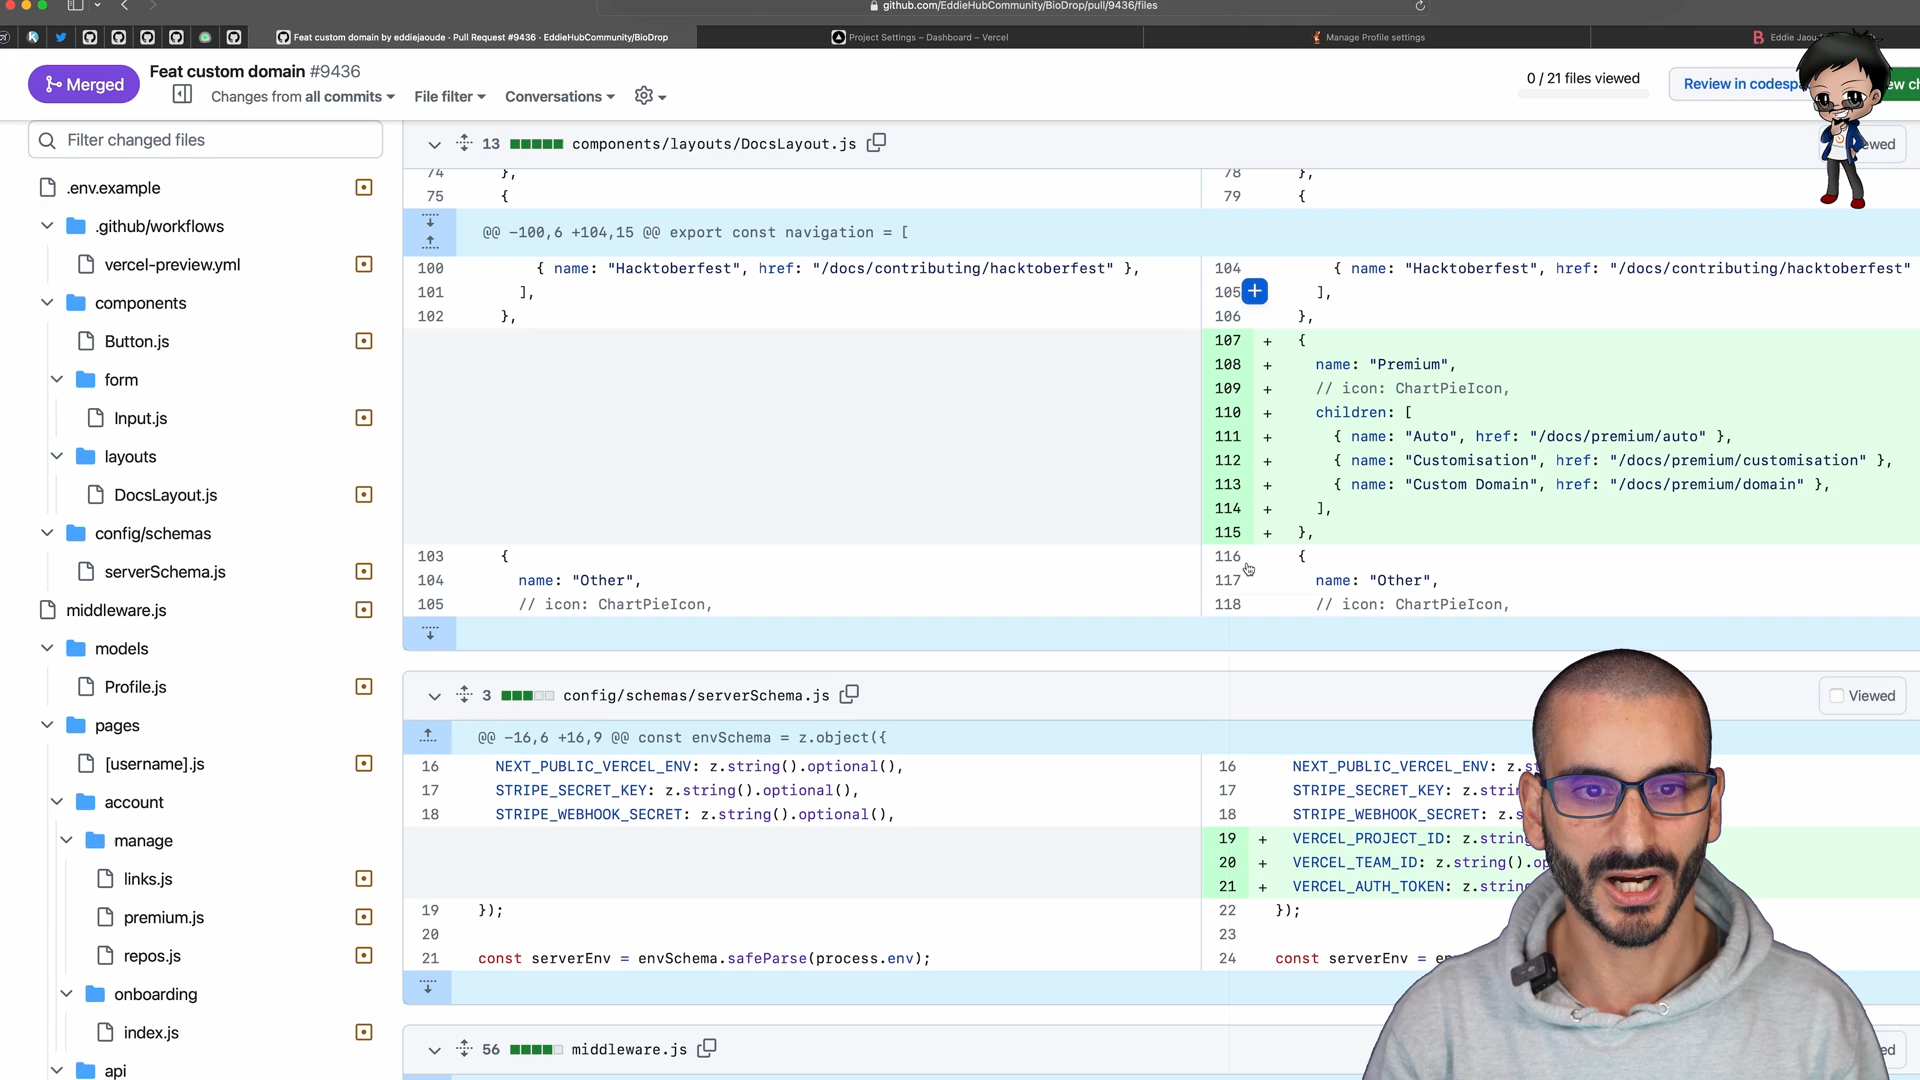 github.com/EddieHubCommunity/BioDrop/pull/9436/files
Feat custom domain by eddiejaoude · Pull Request #9436 · EddieHubCommunity/BioDrop
Project Settings – Dashboard – Vercel
Manage Profile settings
Eddie Jaou
Merged
Feat custom domain #9436
Changes from all commits
File filter
Conversations
0 / 21 files viewed
Review in codesp
Filter changed files
.env.example
.github/workflows
vercel-preview.yml
components
Button.js
form
Input.js
layouts
DocsLayout.js
config/schemas
serverSchema.js
middleware.js
models
Profile.js
pages
[username].js
account
manage
links.js
premium.js
repos.js
onboarding
index.js
api
13 components/layouts/DocsLayout.js
74 },
75 {
78 },
79 {
@@ -100,6 +104,15 @@ export const navigation = [
100 { name: "Hacktoberfest", href: "/docs/contributing/hacktoberfest" },
101 ],
102 },
104 { name: "Hacktoberfest", href: "/docs/contributing/hacktoberfest"
105 ],
106 },
107 + {
108 + name: "Premium",
109 + // icon: ChartPieIcon,
110 + children: [
111 + { name: "Auto", href: "/docs/premium/auto" },
112 + { name: "Customisation", href: "/docs/premium/customisation" },
113 + { name: "Custom Domain", href: "/docs/premium/domain" },
114 + ],
115 + },
103 {
104 name: "Other",
105 // icon: ChartPieIcon,
116 {
117 name: "Other",
118 // icon: ChartPieIcon,
3 config/schemas/serverSchema.js
Viewed
@@ -16,6 +16,9 @@ const envSchema = z.object({
16 NEXT_PUBLIC_VERCEL_ENV: z.string().optional(),
17 STRIPE_SECRET_KEY: z.string().optional(),
18 STRIPE_WEBHOOK_SECRET: z.string().optional(),
16 NEXT_PUBLIC_VERCEL_ENV: z.st
17 STRIPE_SECRET_KEY: z.strin
18 STRIPE_WEBHOOK_SECRET: z.s
19 + VERCEL_PROJECT_ID: z.string
20 + VERCEL_TEAM_ID: z.string().op
21 + VERCEL_AUTH_TOKEN: z.string
19 });
20
21 const serverEnv = envSchema.safeParse(process.env);
22 });
23
24 const serverEnv = en
56 middleware.js